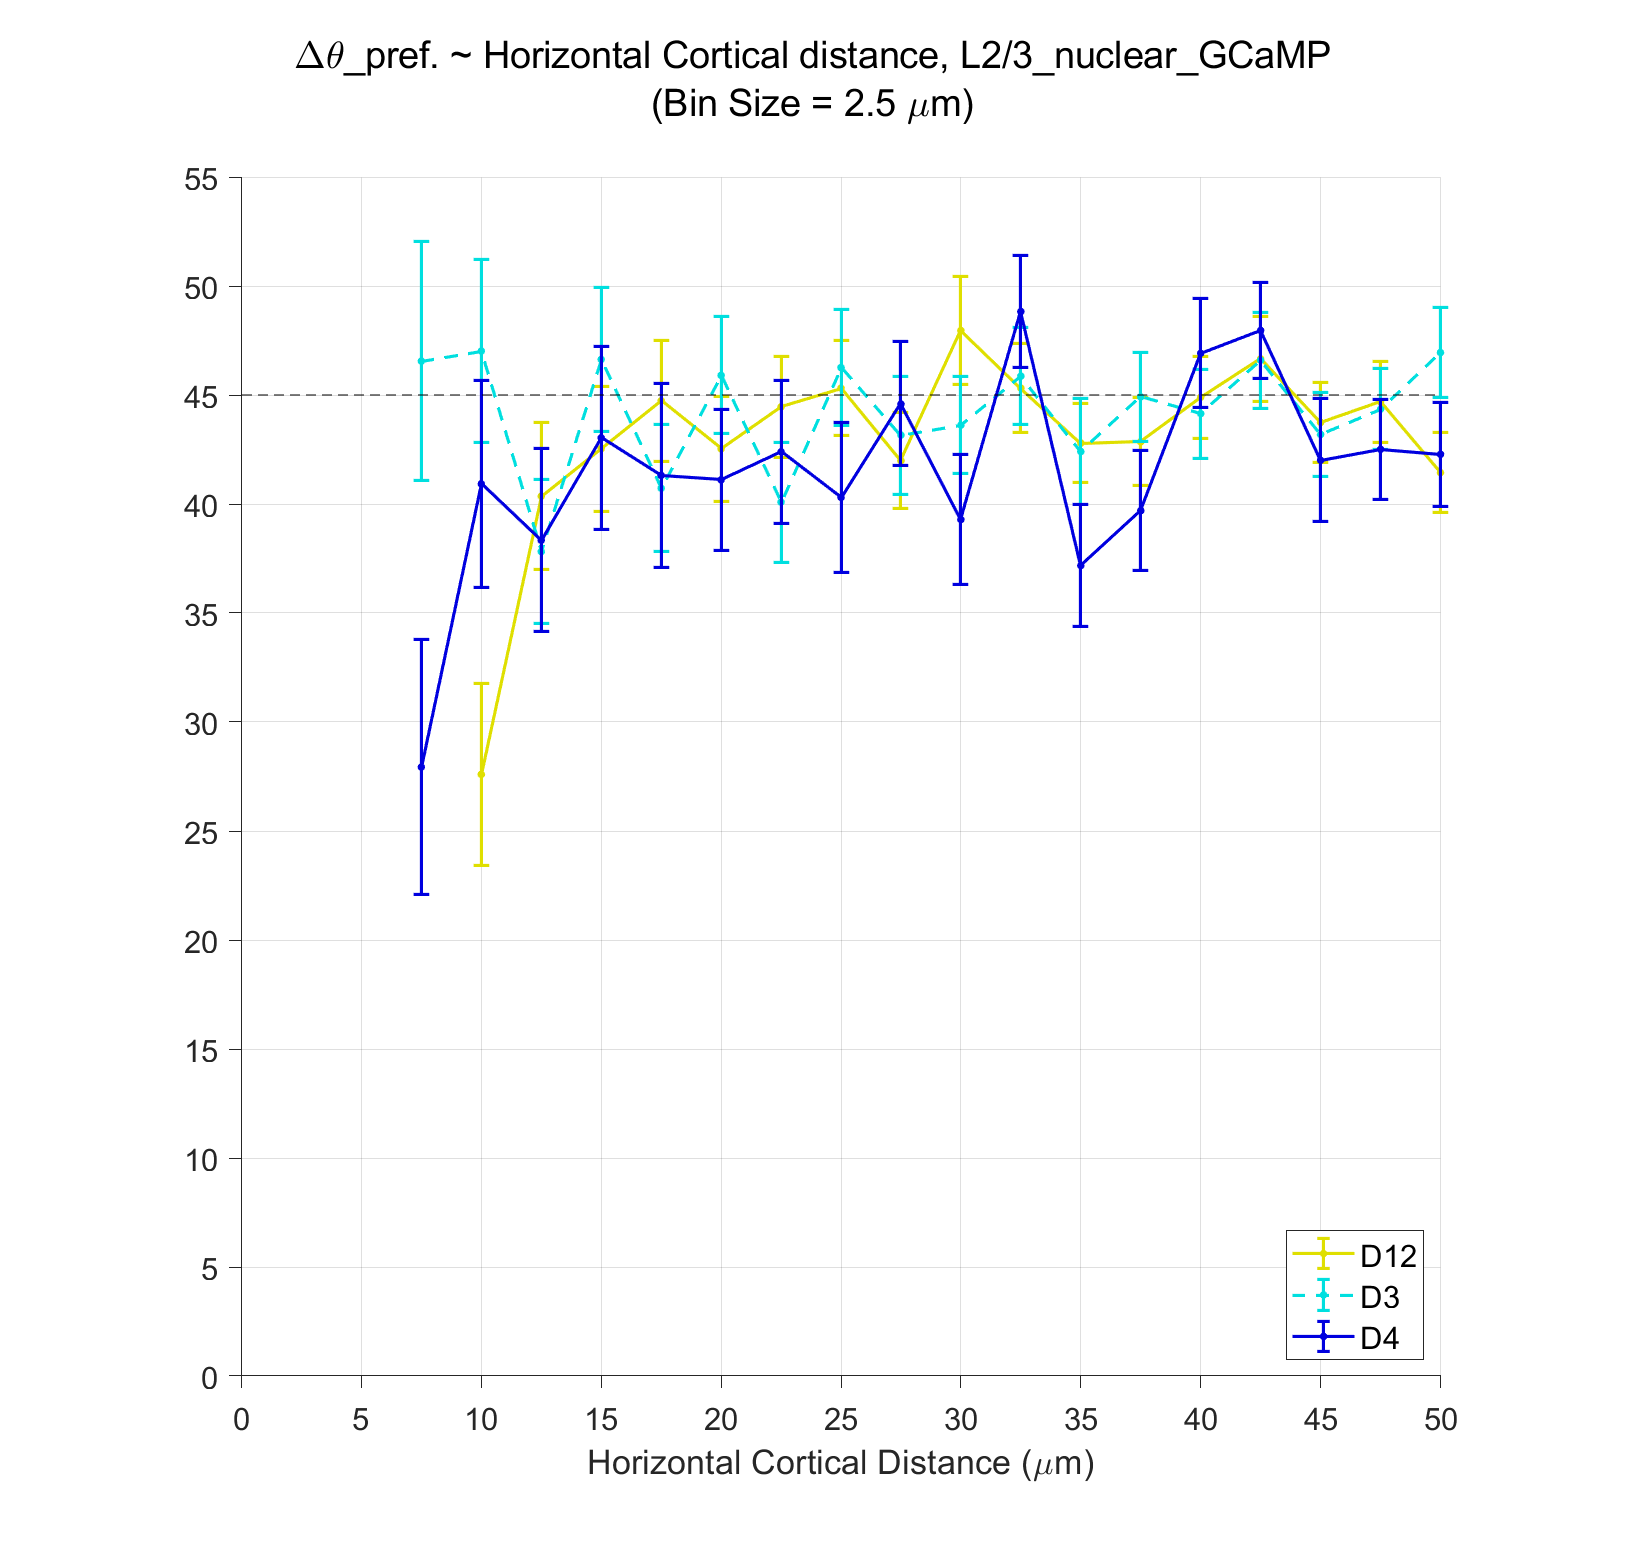 Δθ_pref. ~ Horizontal Cortical distance, L2/3_nuclear_GCaMP
(Bin Size = 2.5 μm)
55
50
45
40
35
30
25
20
15
10
5
0
D12
D3
D4
0 5 10 15 20 25 30 35 40 45 50
Horizontal Cortical Distance (μm)